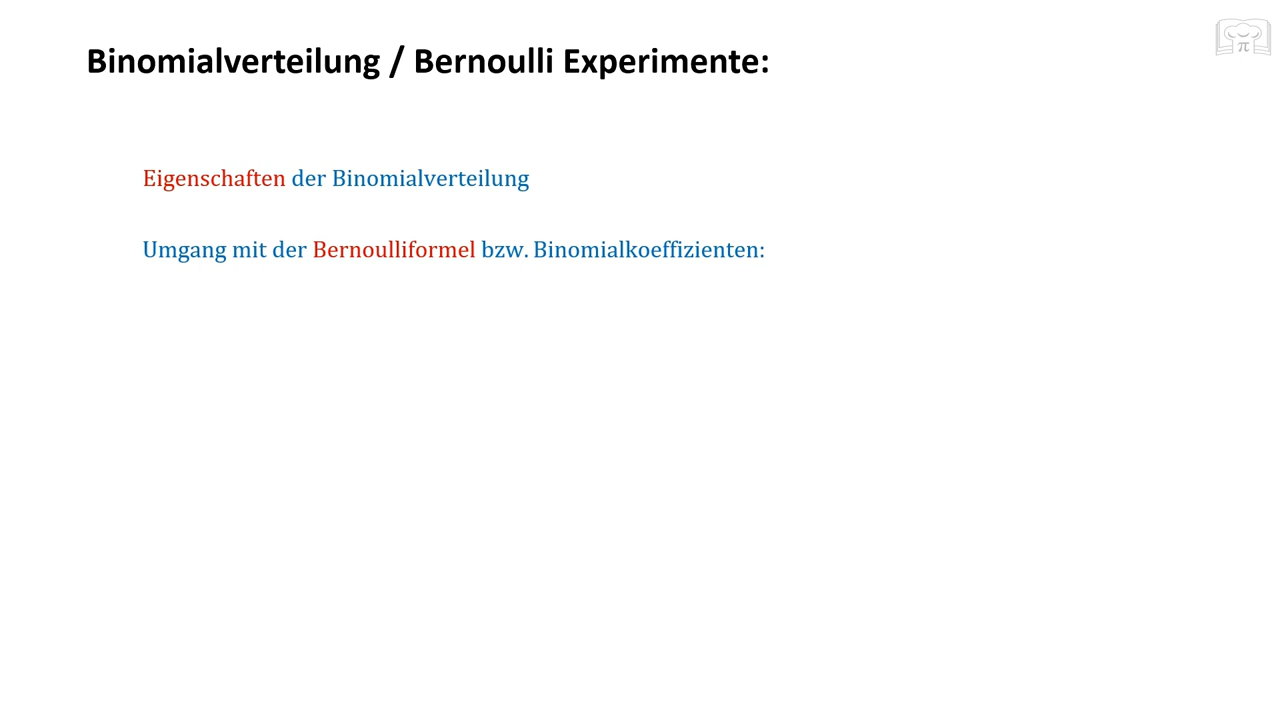 Binomialverteilung / Bernoulli Experimente:
Eigenschaften der Binomialverteilung
Umgang mit der Bernoulliformel bzw. Binomialkoeffizienten:
π